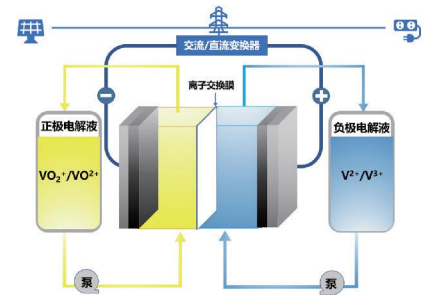 交流/直流变换器
离子交换膜
正极电解液
VO₂⁺/VO²⁺
负极电解液
V²⁺/V³⁺
泵
泵